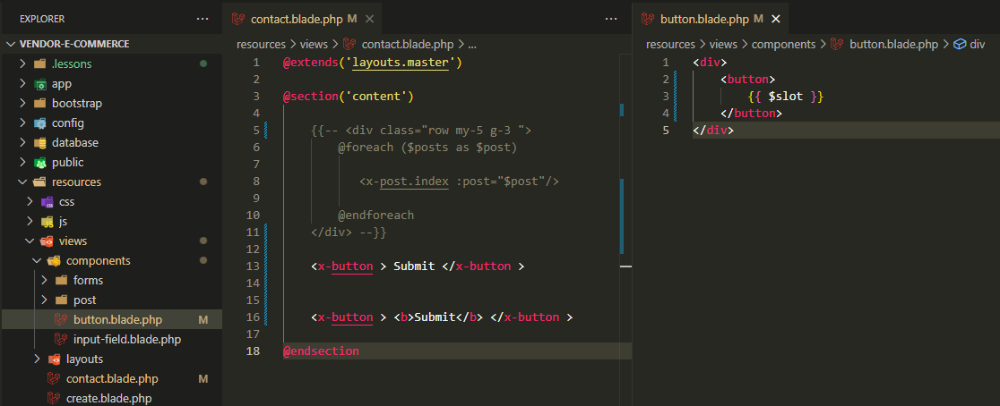 EXPLORER ...
VENDOR-E-COMMERCE
.lessons
app
bootstrap
config
database
public
resources
css
js
views
components
forms
post
button.blade.php M
input-field.blade.php
layouts
contact.blade.php M
create.blade.php
contact.blade.php M ...
resources > views > contact.blade.php > ...
1 @extends('layouts.master')
2
3 @section('content')
4
5 {{-- <div class="row my-5 g-3 ">
6 @foreach ($posts as $post)
7
8 <x-post.index :post="$post"/>
9
10 @endforeach
11 </div> --}}
12
13 <x-button > Submit </x-button >
14
15
16 <x-button > <b>Submit</b> </x-button >
17
18 @endsection
button.blade.php M
resources > views > components > button.blade.php > div
1 <div>
2 <button>
3 {{ $slot }}
4 </button>
5 </div>